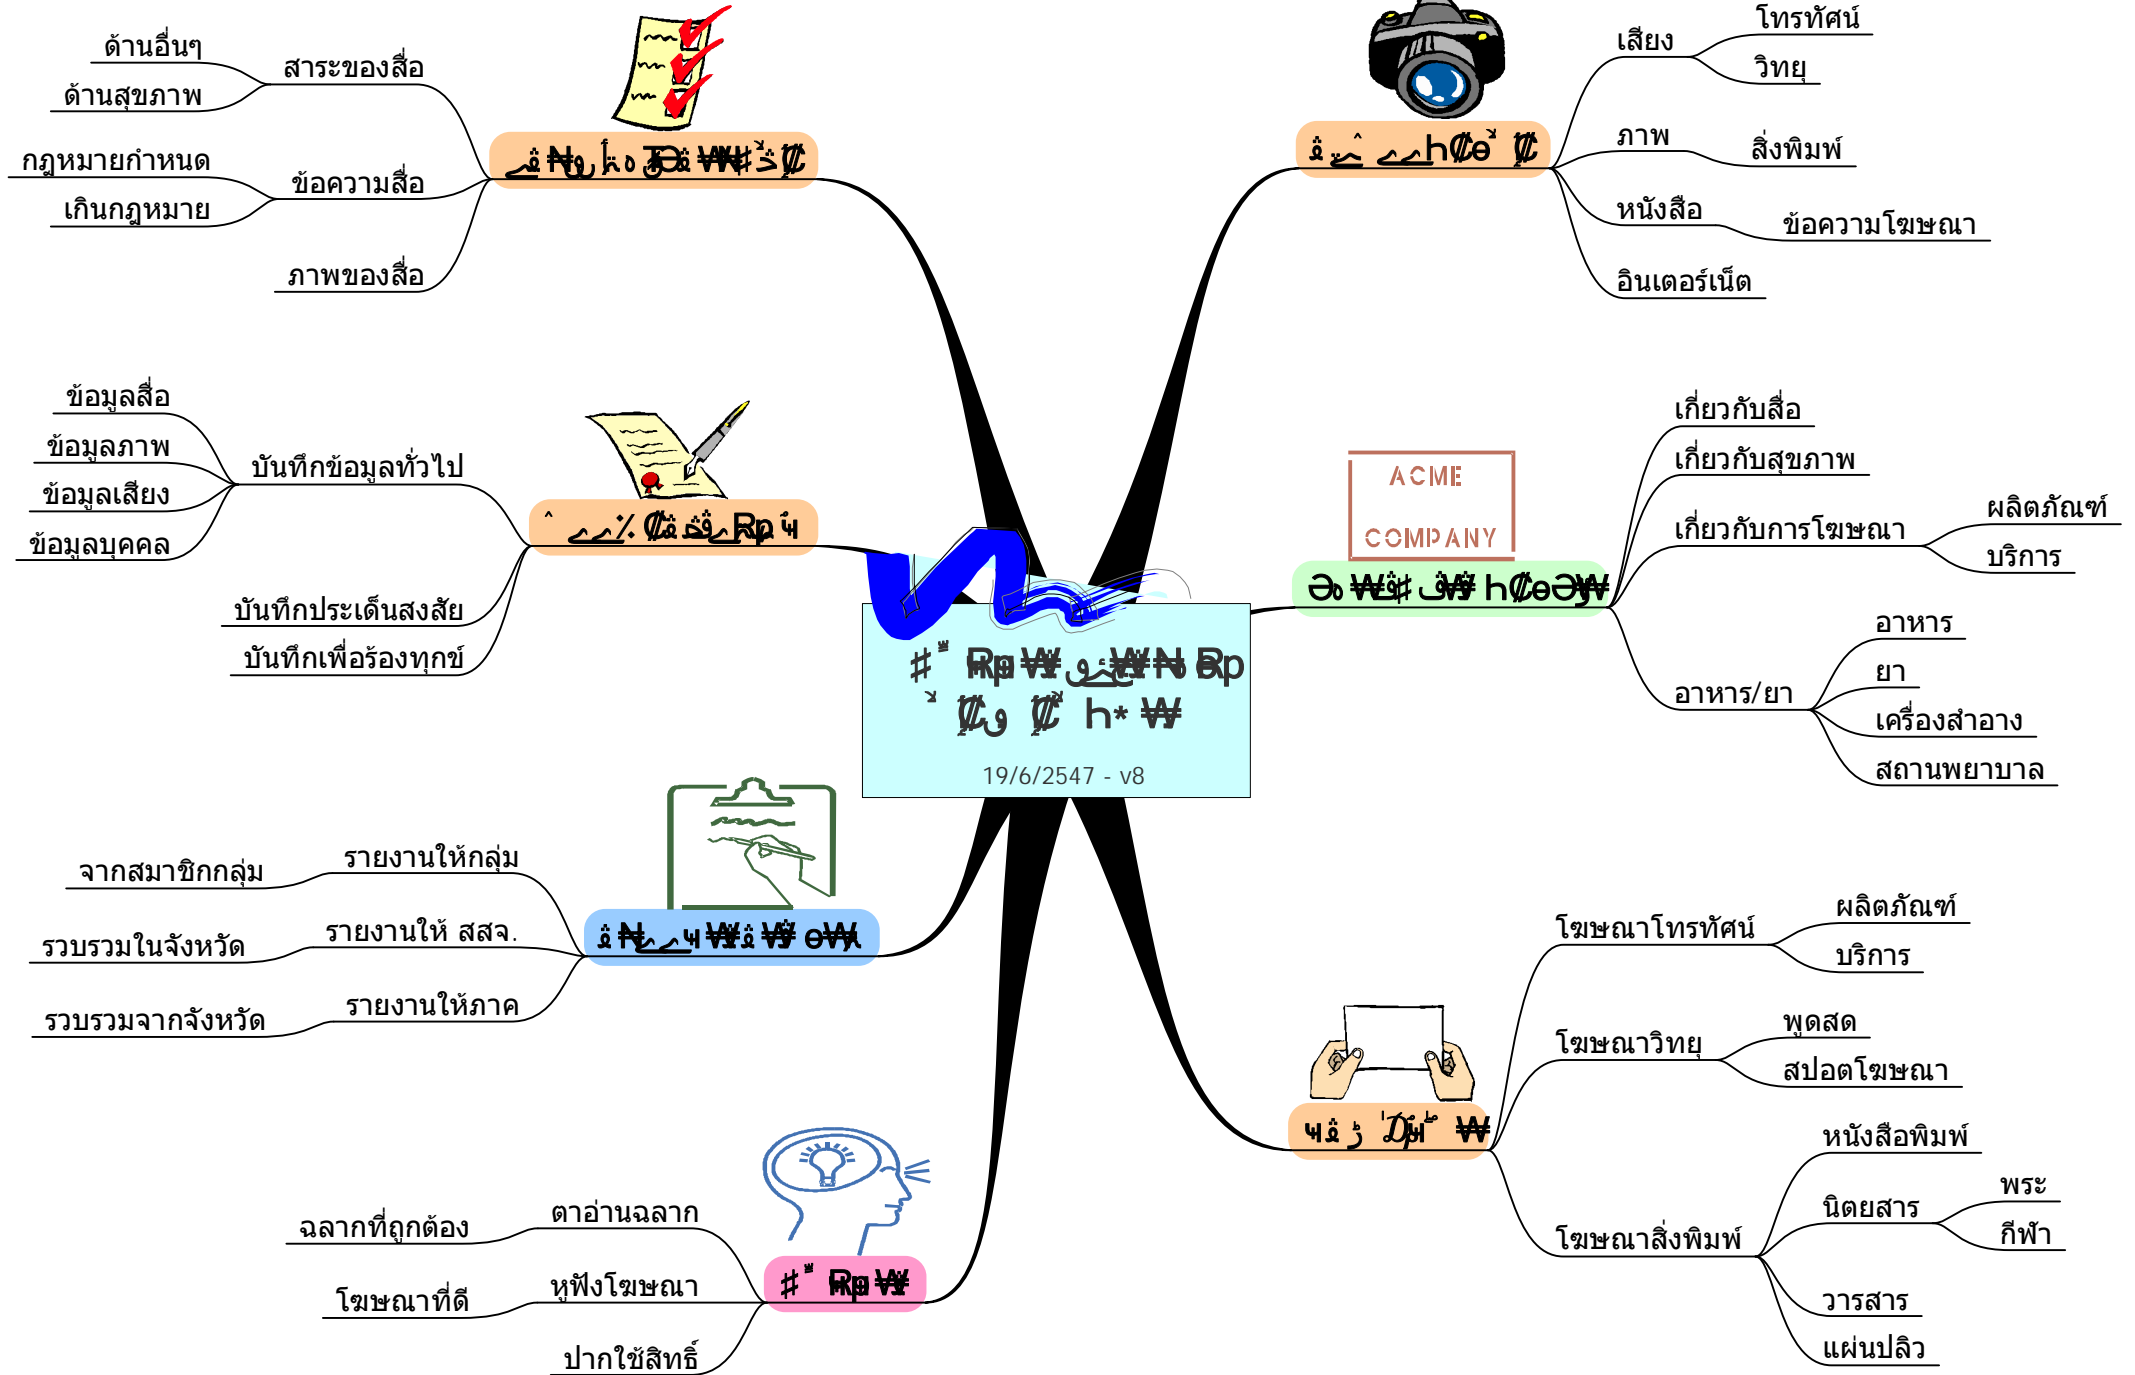 ด้านอื่นๆ
ด้านสุขภาพ
สาระของสื่อ
กฎหมายกำหนด
เกินกฎหมาย
ข้อความสื่อ
ภาพของสื่อ
เสียง
โทรทัศน์
วิทยุ
ภาพ
สิ่งพิมพ์
หนังสือ
ข้อความโฆษณา
อินเตอร์เน็ต
ข้อมูลสื่อ
ข้อมูลภาพ
ข้อมูลเสียง
ข้อมูลบุคคล
บันทึกข้อมูลทั่วไป
บันทึกประเด็นสงสัย
บันทึกเพื่อร้องทุกข์
ACME
COMPANY
เกี่ยวกับสื่อ
เกี่ยวกับสุขภาพ
เกี่ยวกับการโฆษณา
ผลิตภัณฑ์
บริการ
อาหาร/ยา
อาหาร
ยา
เครื่องสำอาง
สถานพยาบาล
19/6/2547 - v8
จากสมาชิกกลุ่ม
รายงานให้กลุ่ม
รวบรวมในจังหวัด
รายงานให้ สสจ.
รวบรวมจากจังหวัด
รายงานให้ภาค
โฆษณาโทรทัศน์
ผลิตภัณฑ์
บริการ
โฆษณาวิทยุ
พูดสด
สปอตโฆษณา
โฆษณาสิ่งพิมพ์
หนังสือพิมพ์
นิตยสาร
พระ
กีฬา
วารสาร
แผ่นปลิว
ฉลากที่ถูกต้อง
ตาอ่านฉลาก
โฆษณาที่ดี
หูฟังโฆษณา
ปากใช้สิทธิ์